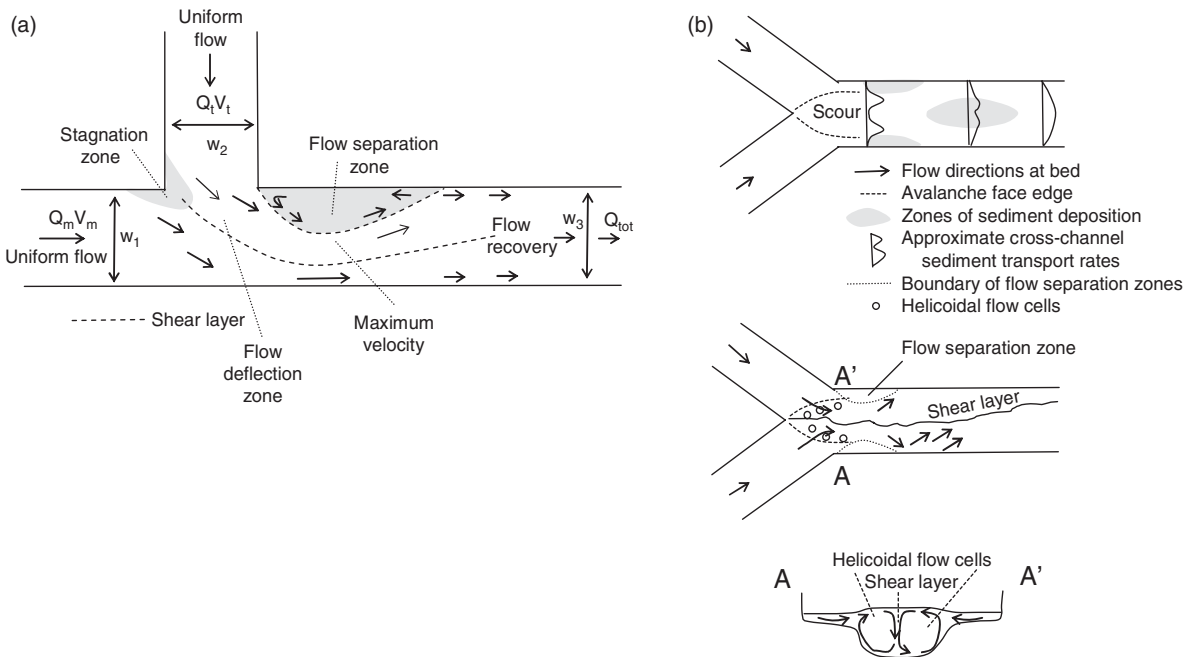 (a)
Uniform
flow
Q_tV_t
w_2
Stagnation
zone
Flow separation
zone
Q_mV_m
w_1
Uniform flow
Flow
recovery
w_3
Q_tot
Shear layer
Flow
deflection
zone
Maximum
velocity
(b)
Scour
Flow directions at bed
Avalanche face edge
Zones of sediment deposition
Approximate cross-channel
sediment transport rates
Boundary of flow separation zones
Helicoidal flow cells
Flow separation zone
A'
Shear layer
A
Helicoidal flow cells
A
Shear layer
A'